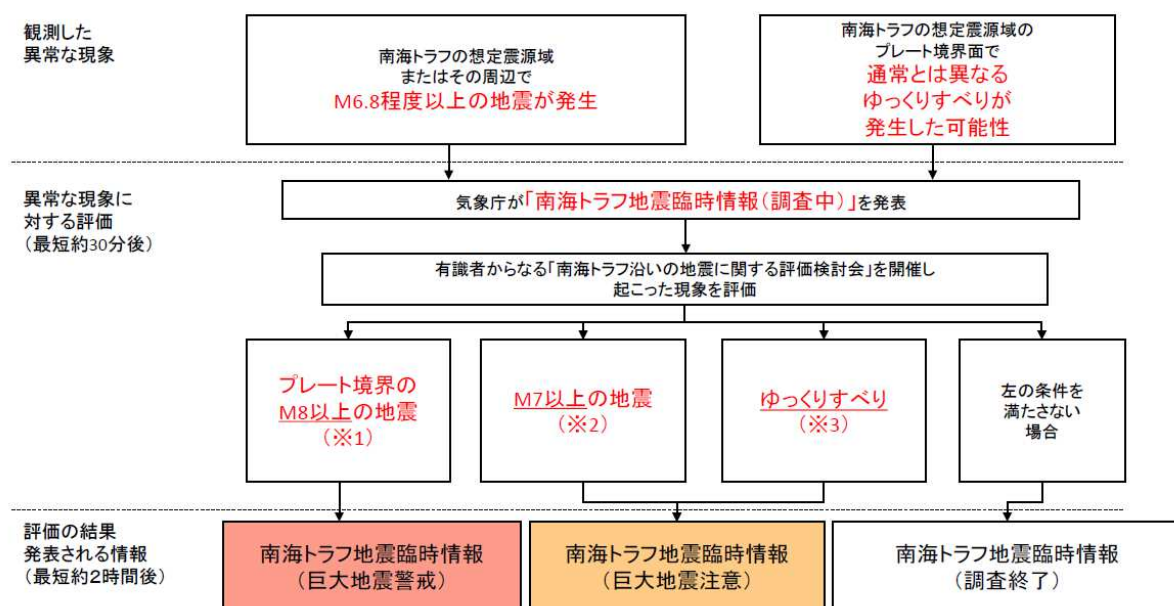 観測した
異常な現象
南海トラフの想定震源域
またはその周辺で
M6.8程度以上の地震が発生
南海トラフの想定震源域の
プレート境界面で
通常とは異なる
ゆっくりすべりが
発生した可能性
異常な現象に
対する評価
（最短約30分後）
気象庁が「南海トラフ地震臨時情報（調査中）」を発表
有識者からなる「南海トラフ沿いの地震に関する評価検討会」を開催し
起こった現象を評価
プレート境界の
M8以上の地震
（※1）
M7以上の地震
（※2）
ゆっくりすべり
（※3）
左の条件を
満たさない
場合
評価の結果
発表される情報
（最短約２時間後）
南海トラフ地震臨時情報
（巨大地震警戒）
南海トラフ地震臨時情報
（巨大地震注意）
南海トラフ地震臨時情報
（調査終了）